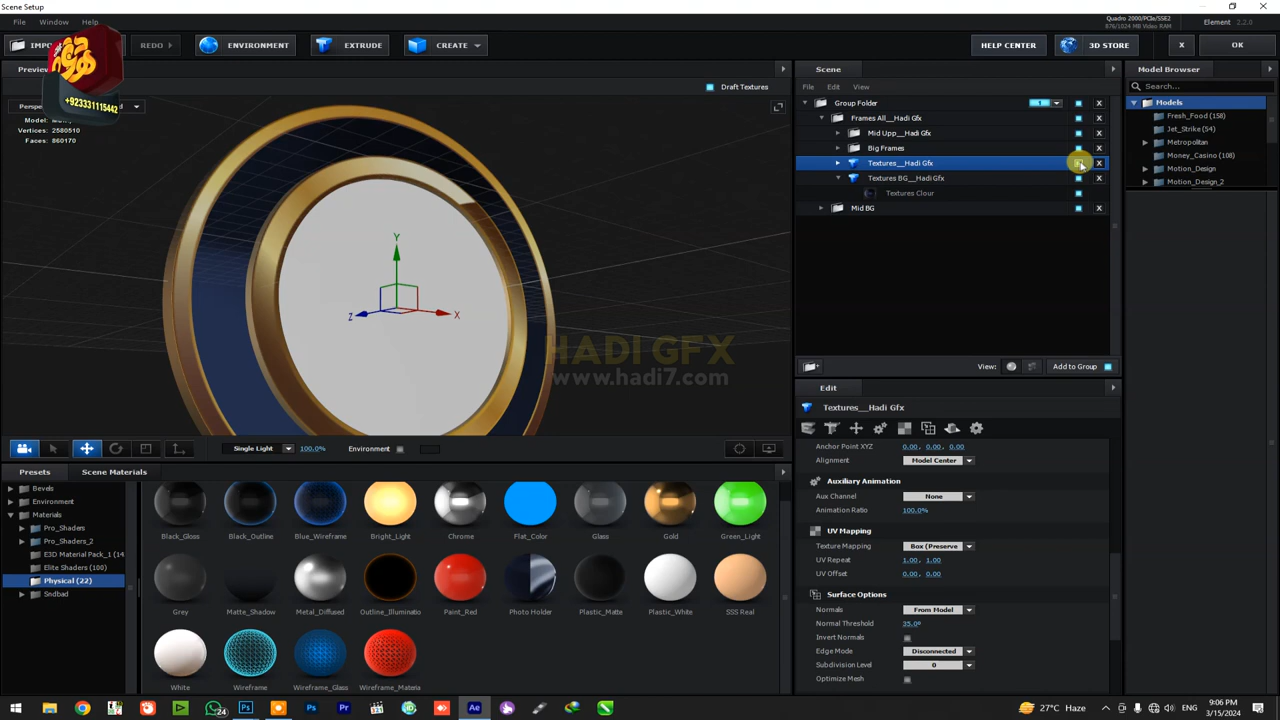 Scene Setup
File Window Help
Quadro 2000/PCIe/SSE2
876/1024 MB Video RAM
Element 2.2.0
REDO
ENVIRONMENT
EXTRUDE
CREATE
HELP CENTER
3D STORE
X
OK
+923331115442
Preview
Draft Textures
Vertices: 2580510
Faces: 860170
Y
Z
X
HADI GFX
www.hadi7.com
Single Light
100.0%
Environment
Scene
File Edit View
Group Folder
Frames All__Hadi Gfx
Mid Upp__Hadi Gfx
Big Frames
Textures__Hadi Gfx
Textures BG__Hadi Gfx
Textures Clour
Mid BG
View:
Add to Group
Model Browser
Search...
Models
Fresh_Food (158)
Jet_Strike (54)
Metropolitan
Money_Casino (108)
Motion_Design
Motion_Design_2
Presets
Scene Materials
Bevels
Environment
Materials
Pro_Shaders
Pro_Shaders_2
E3D Material Pack_1 (14
Elite Shaders (100)
Physical (22)
Sndbad
Black_Gloss
Black_Outline
Blue_Wireframe
Bright_Light
Chrome
Flat_Color
Glass
Gold
Green_Light
Grey
Matte_Shadow
Metal_Diffused
Outline_Illuminatio
Paint_Red
Photo Holder
Plastic_Matte
Plastic_White
SSS Real
White
Wireframe
Wireframe_Glass
Wireframe_Materia
Edit
Textures__Hadi Gfx
Anchor Point XYZ 0.00, 0.00, 0.00
Alignment Model Center
Auxiliary Animation
Aux Channel None
Animation Ratio 100.0%
UV Mapping
Texture Mapping Box (Preserve
UV Repeat 1.00, 1.00
UV Offset 0.00, 0.00
Surface Options
Normals From Model
Normal Threshold 35.0º
Invert Normals
Edge Mode Disconnected
Subdivision Level 0
Optimize Mesh
27°C Haze
9:06 PM
3/15/2024